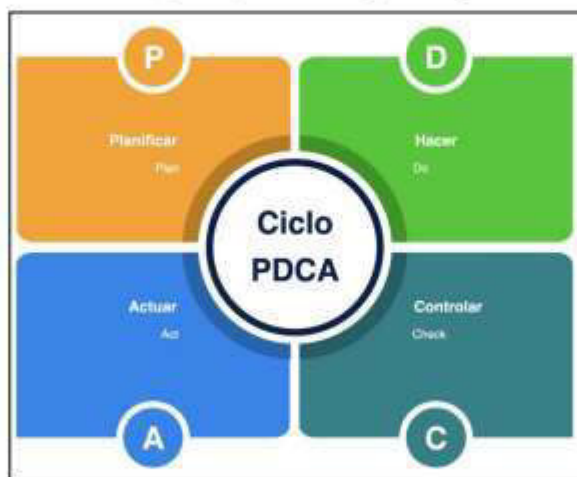 P
D
Planificar
Plan
Hacer
Do
Ciclo
PDCA
Actuar
Act
Controlar
Check
A
C